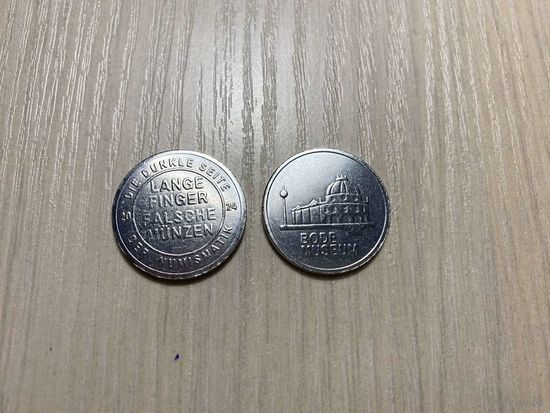 DIE DUNKLE SEITE
LANGE
FINGER
FALSCHE
MÜNZEN
20 24
DER NUMISMATIK
BODE
MUSEUM